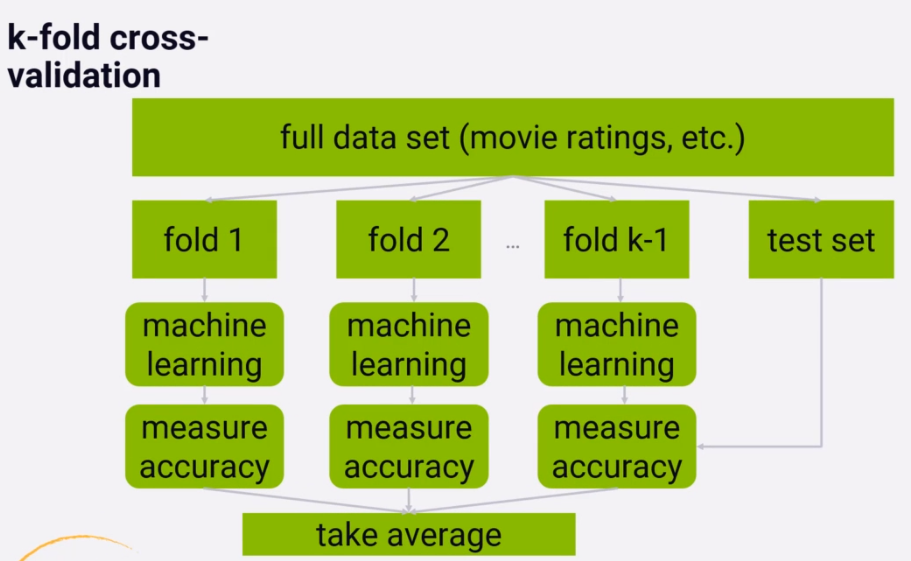 k-fold cross-
validation
full data set (movie ratings, etc.)
fold 1
fold 2
...
fold k-1
test set
machine
learning
machine
learning
machine
learning
measure
accuracy
measure
accuracy
measure
accuracy
take average